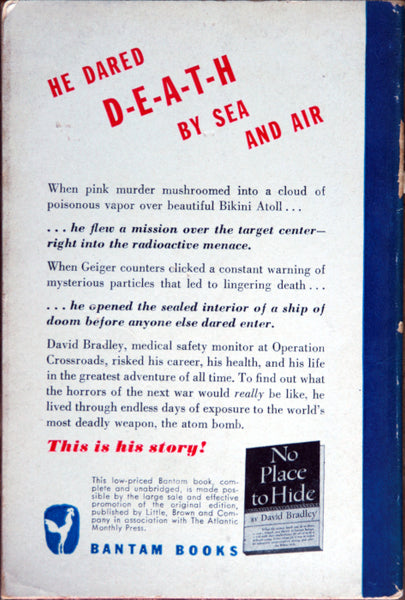 HE DARED
D-E-A-T-H
BY SEA
AND AIR
When pink murder mushroomed into a cloud of
poisonous vapor over beautiful Bikini Atoll . . .
. . . he flew a mission over the target center—
right into the radioactive menace.
When Geiger counters clicked a constant warning of
mysterious particles that led to lingering death . . .
. . . he opened the sealed interior of a ship of
doom before anyone else dared enter.
David Bradley, medical safety monitor at Operation
Crossroads, risked his career, his health, and his life
in the greatest adventure of all time. To find out what
the horrors of the next war would really be like, he
lived through endless days of exposure to the world's
most deadly weapon, the atom bomb.
This is his story!
This low-priced Bantam book, com-
plete and unabridged, is made pos-
sible by the large sale and effective
promotion of the original edition,
published by Little, Brown and Com-
pany in association with The Atlantic
Monthly Press.
BANTAM BOOKS
No
Place
to Hide
BY David Bradley